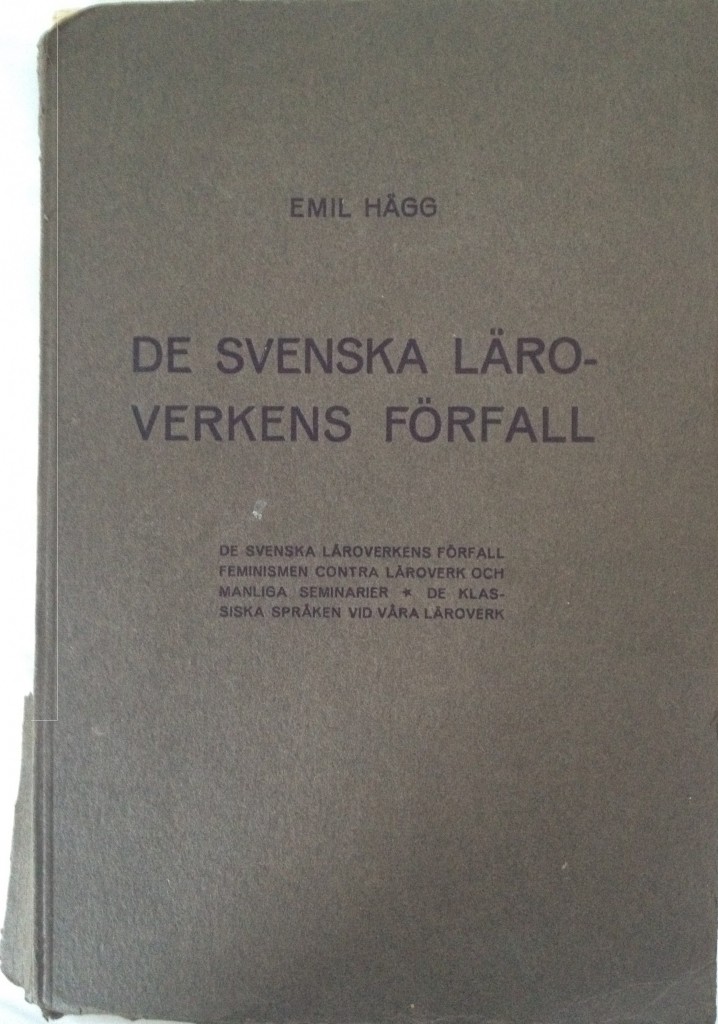 EMIL HÄGG
DE SVENSKA LÄRO-
VERKENS FÖRFALL
DE SVENSKA LÄROVERKENS FÖRFALL
FEMINISMEN CONTRA LÄROVERK OCH
MANLIGA SEMINARIER * DE KLAS-
SISKA SPRÅKEN VID VÅRA LÄROVERK